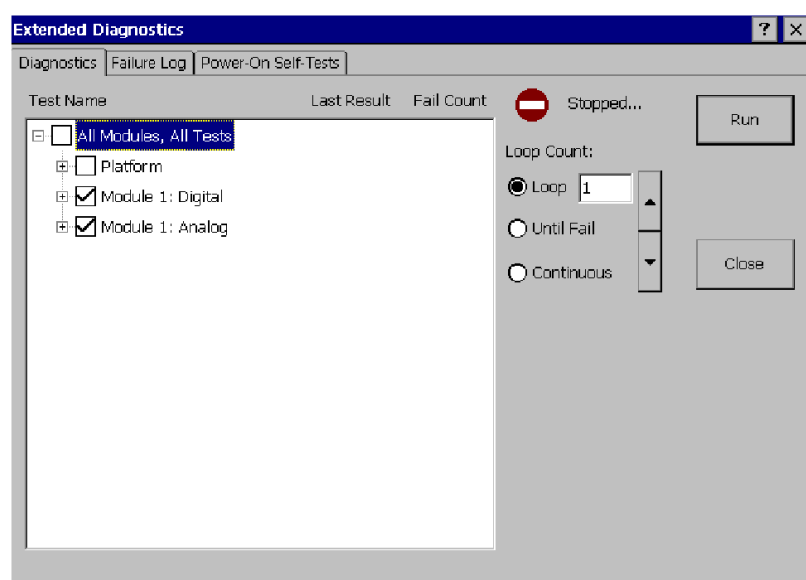 Extended Diagnostics
Diagnostics Failure Log Power-On Self-Tests
Test Name Last Result Fail Count
Stopped...
Run
All Modules, All Tests
Loop Count:
Platform
Loop 1
Module 1: Digital
Module 1: Analog
Until Fail
Close
Continuous